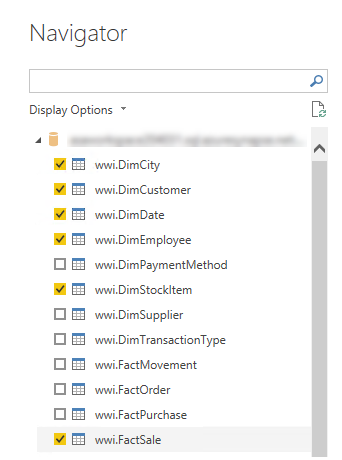 Navigator
Display Options
wwi.DimCity
wwi.DimCustomer
wwi.DimDate
wwi.DimEmployee
wwi.DimPaymentMethod
wwi.DimStockItem
wwi.DimSupplier
wwi.DimTransactionType
wwi.FactMovement
wwi.FactOrder
wwi.FactPurchase
wwi.FactSale